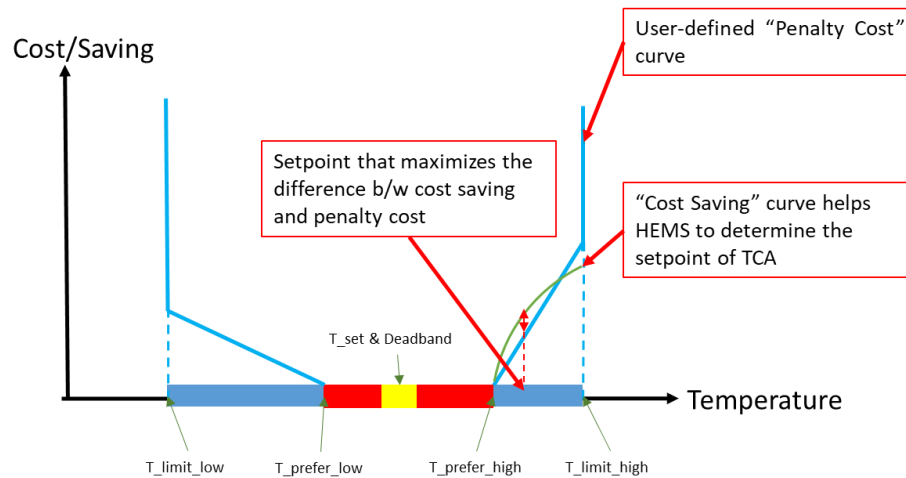 User-defined “Penalty Cost”
curve
Cost/Saving
Setpoint that maximizes the
difference b/w cost saving
and penalty cost
“Cost Saving” curve helps
HEMS to determine the
setpoint of TCA
T_set & Deadband
Temperature
T_limit_low
T_prefer_low
T_prefer_high
T_limit_high